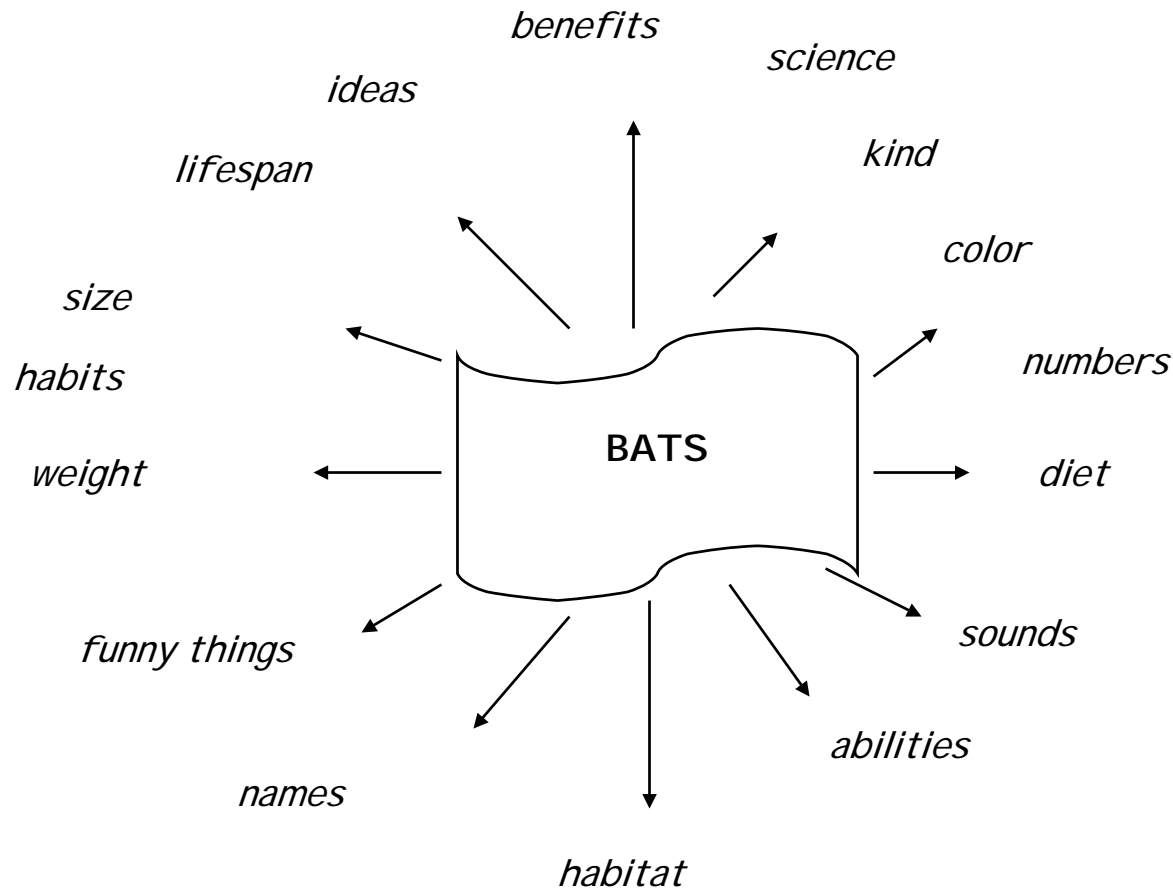 benefits
science
ideas
kind
lifespan
color
size
numbers
habits
BATS
weight
diet
sounds
funny things
abilities
names
habitat